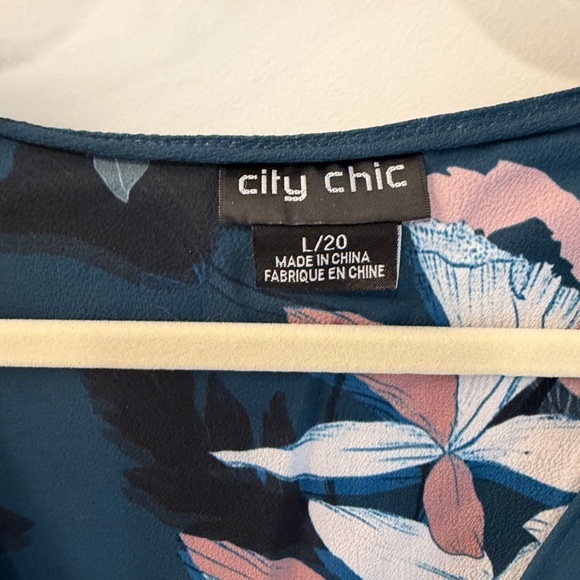 city chic
L/20
MADE IN CHINA
FABRIQUE EN CHINE